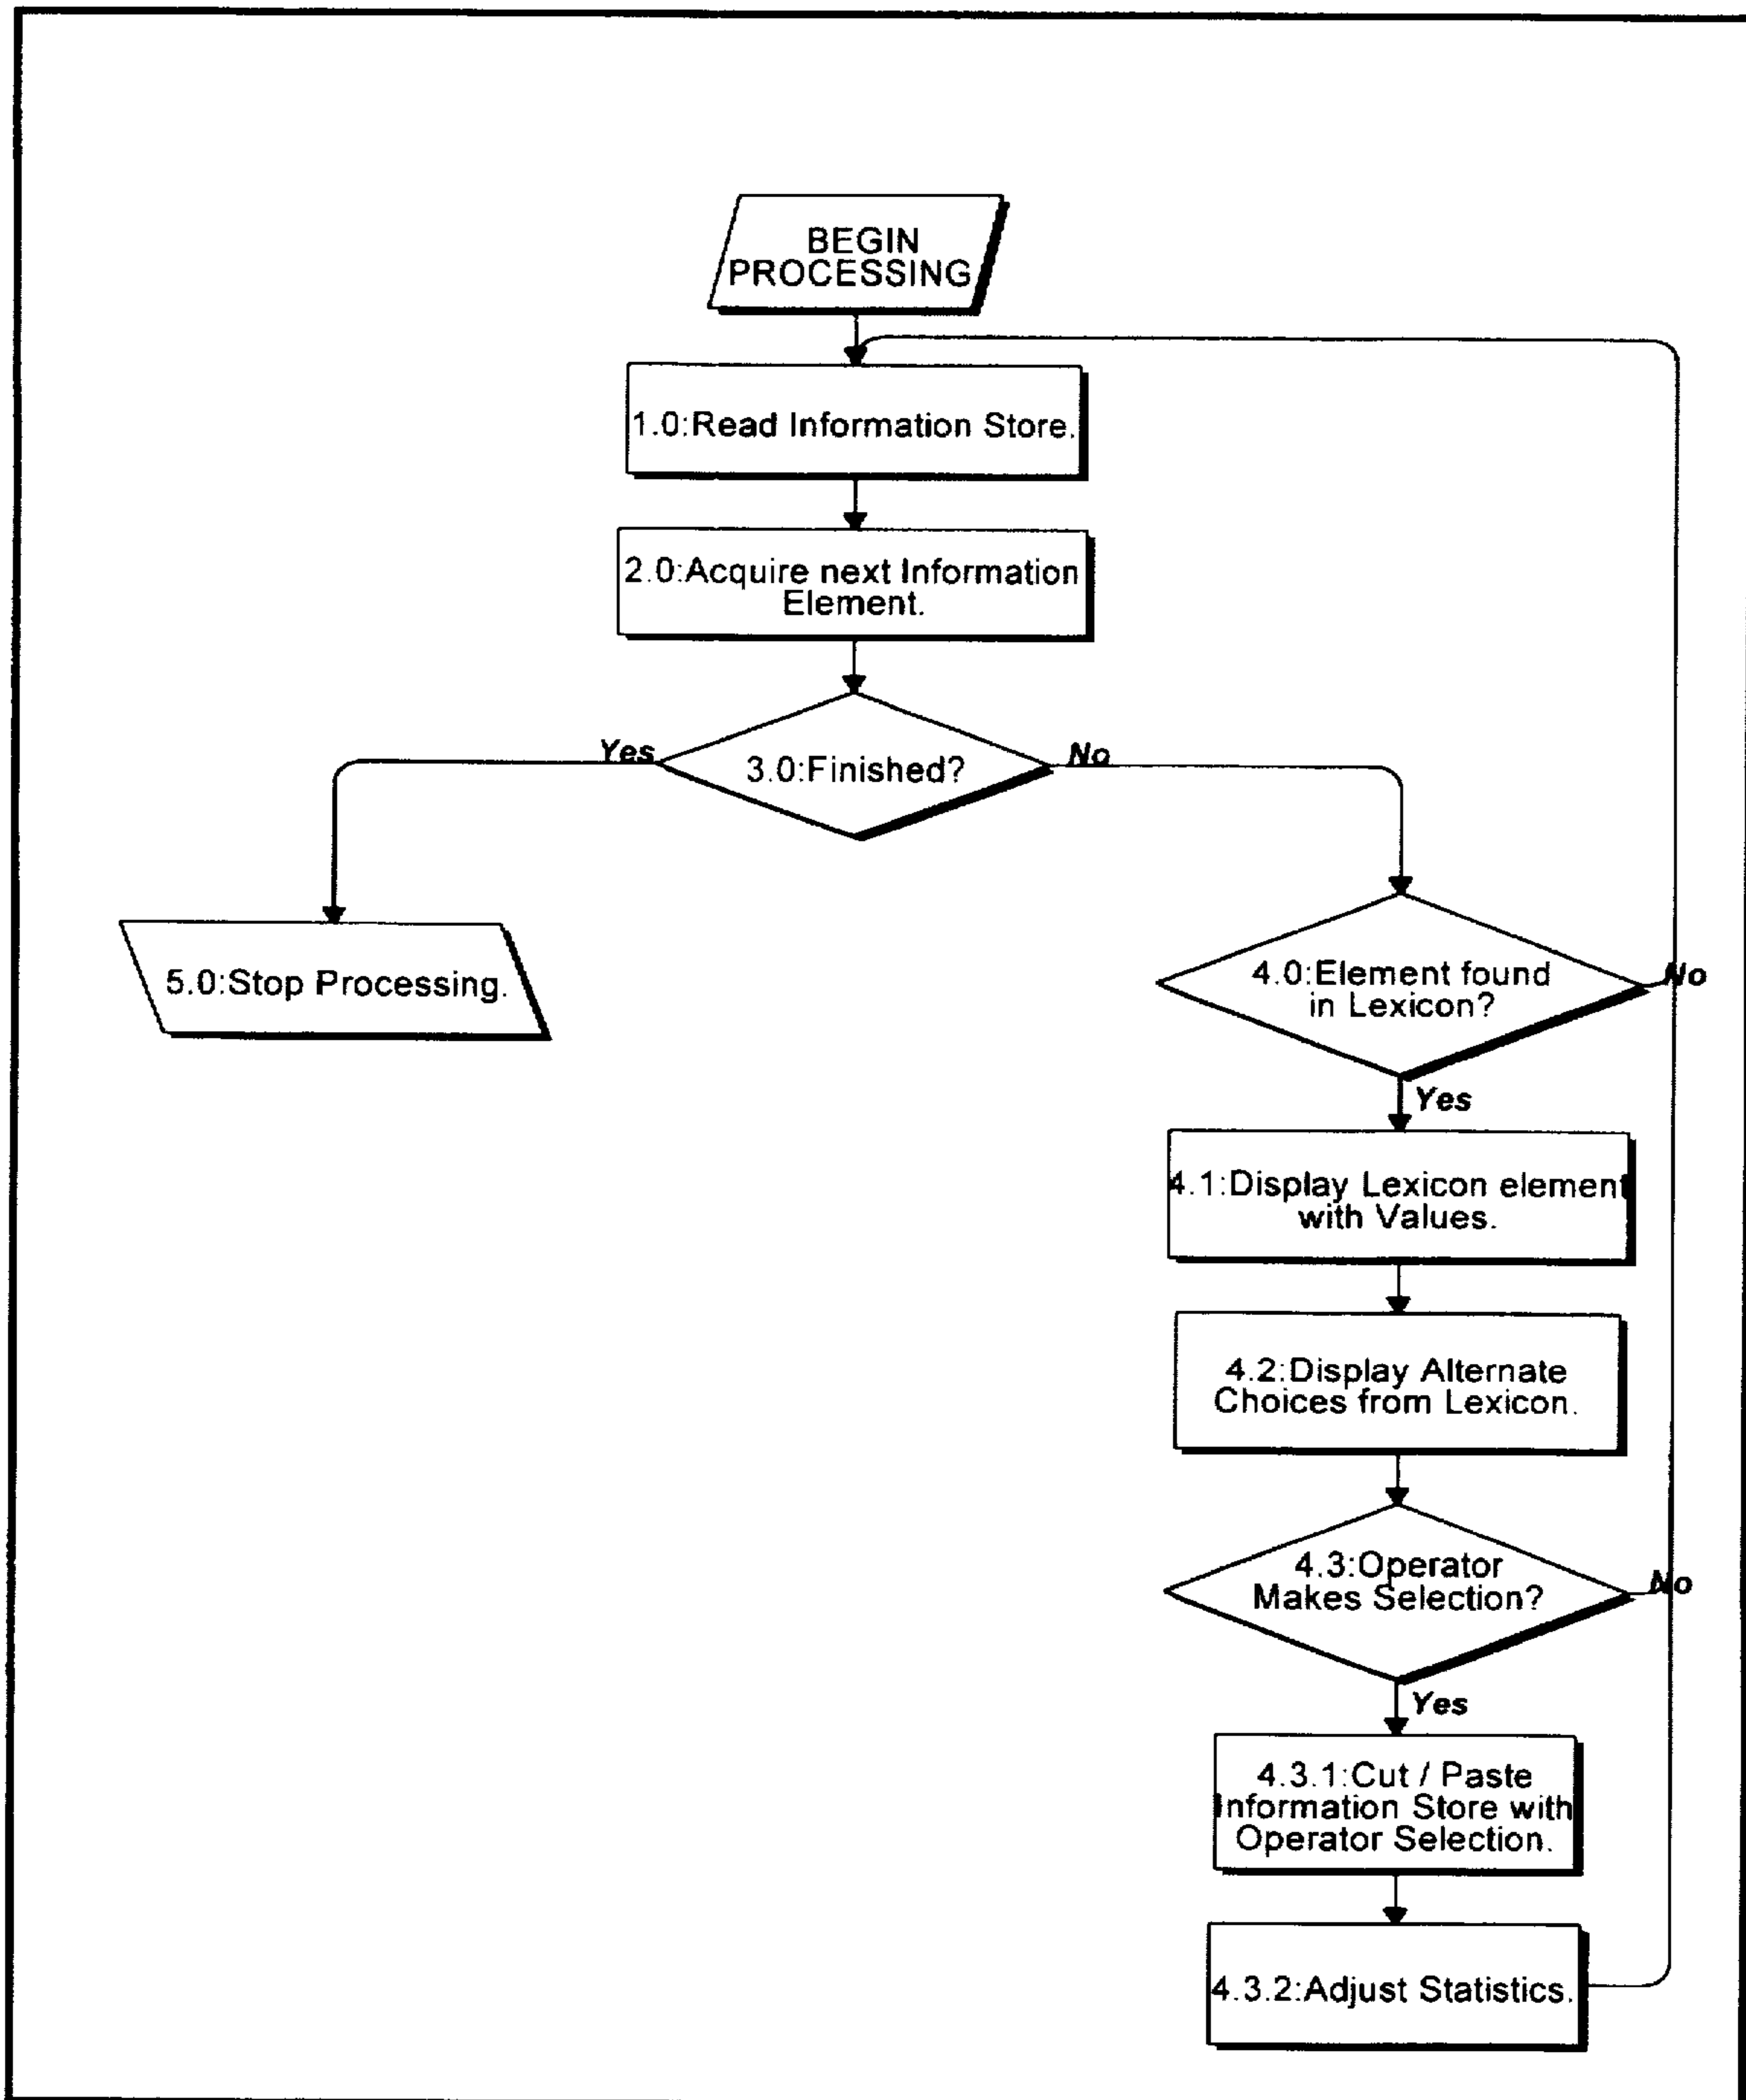 BEGIN
PROCESSING
1.0:Read Information Store.
2.0:Acquire next Information
Element.
Yes
3.0:Finished?
No
5.0:Stop Processing.
4.0:Element found
in Lexicon?
No
Yes
4.1:Display Lexicon element
with Values.
4.2:Display Alternate
Choices from Lexicon.
4.3:Operator
Makes Selection?
No
Yes
4.3.1:Cut / Paste
Information Store with
Operator Selection.
4.3.2:Adjust Statistics.